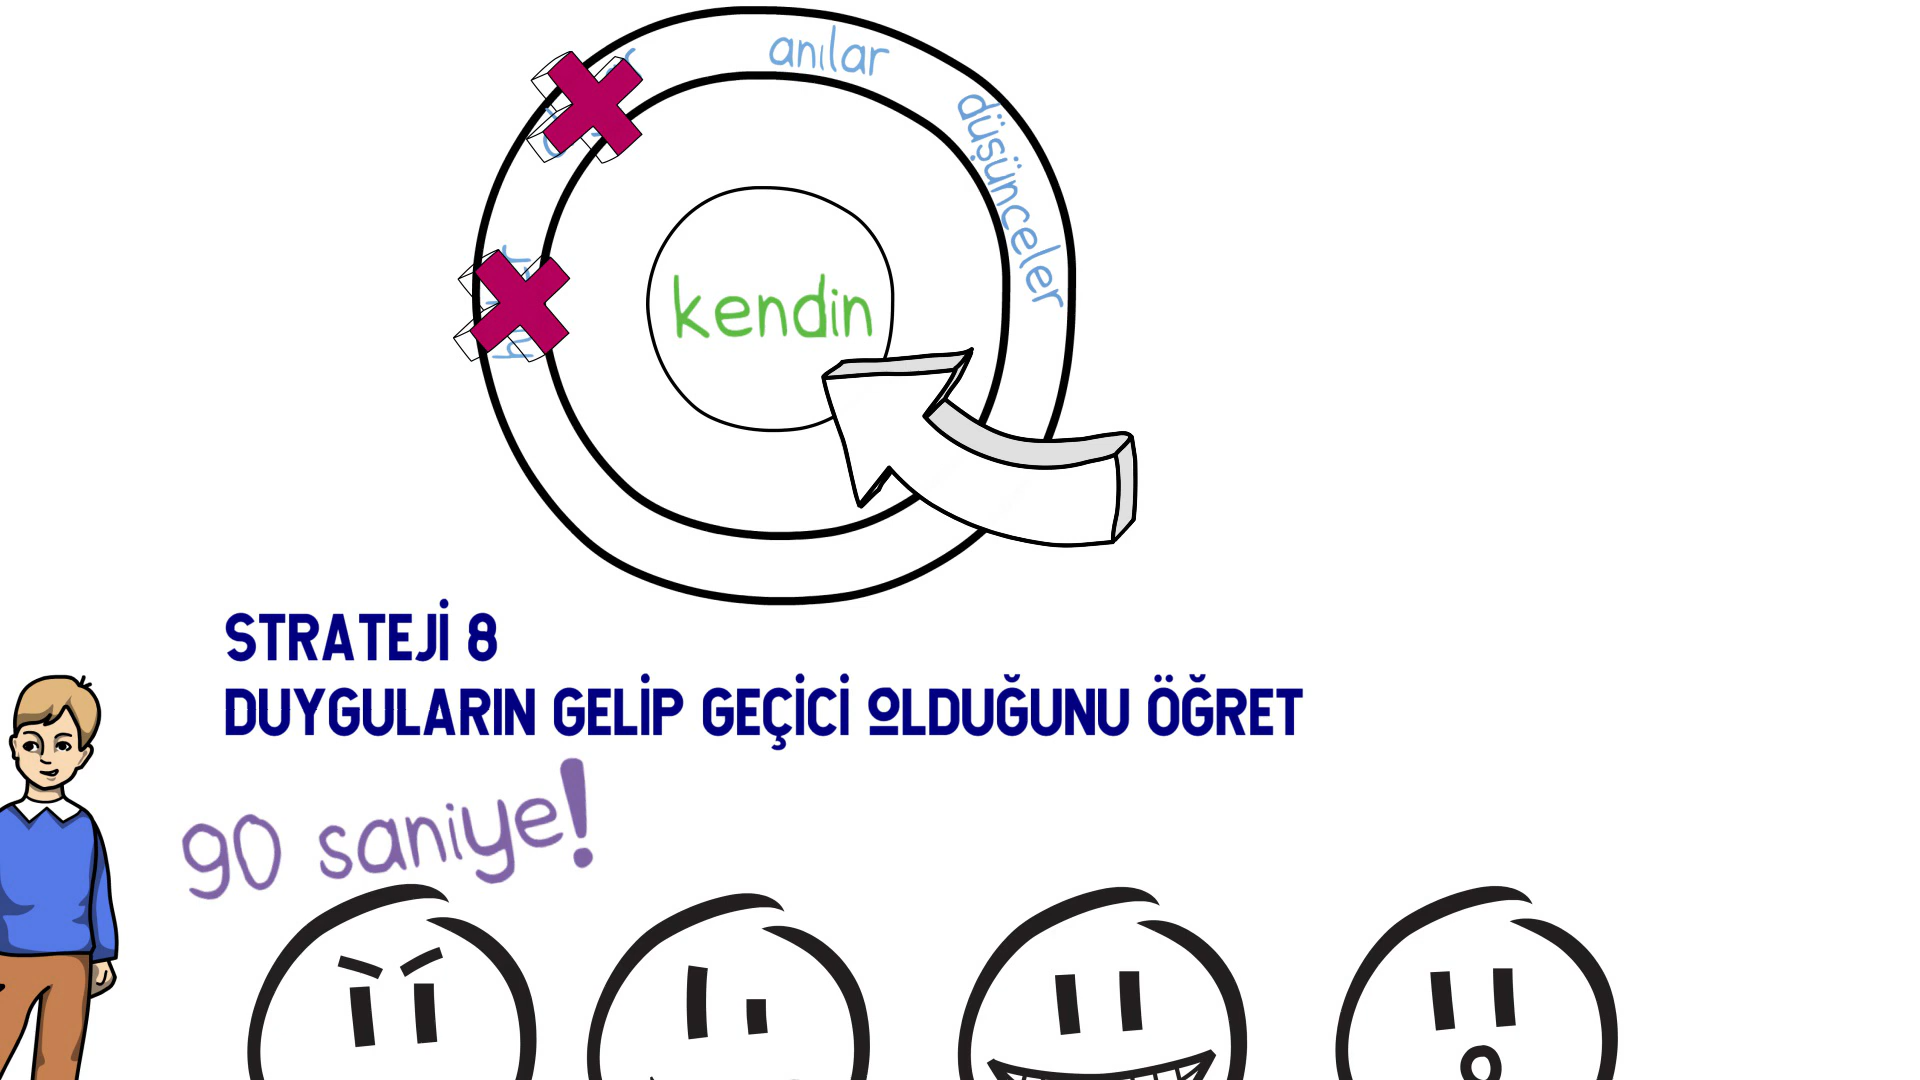 anılar
düşünceler
kendin
STRATEJİ 8
DUYGULARIN GELİP GEÇİCİ OLDUĞUNU ÖĞRET
90 saniye!